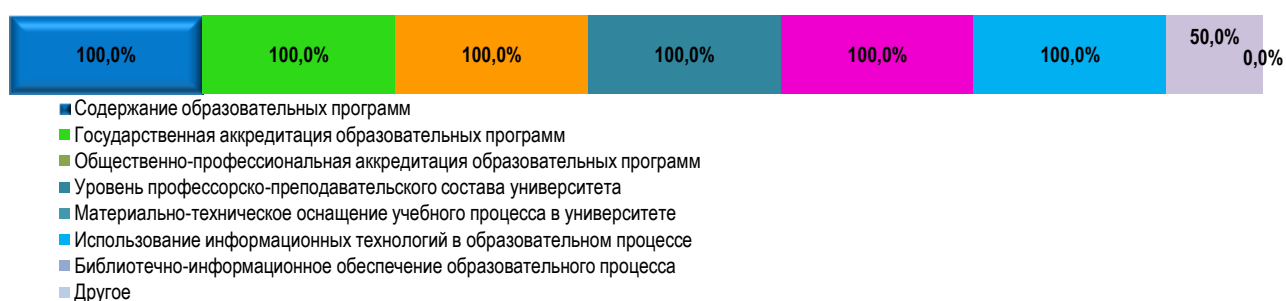 100,0% 100,0% 100,0% 100,0% 100,0% 100,0% 50,0% 0,0%
Содержание образовательных программ
Государственная аккредитация образовательных программ
Общественно-профессиональная аккредитация образовательных программ
Уровень профессорско-преподавательского состава университета
Материально-техническое оснащение учебного процесса в университете
Использование информационных технологий в образовательном процессе
Библиотечно-информационное обеспечение образовательного процесса
Другое